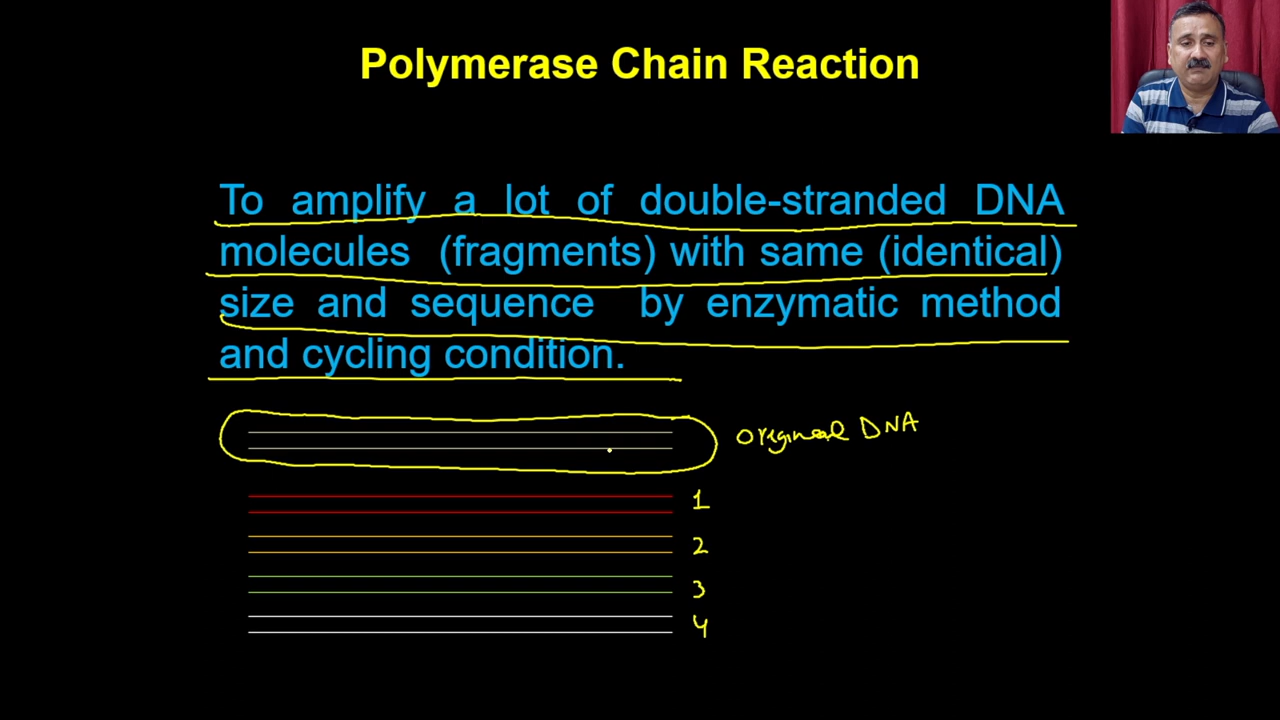 Polymerase Chain Reaction
To amplify a lot of double-stranded DNA
molecules (fragments) with same (identical)
size and sequence by enzymatic method
and cycling condition.
Original DNA
1
2
3
4